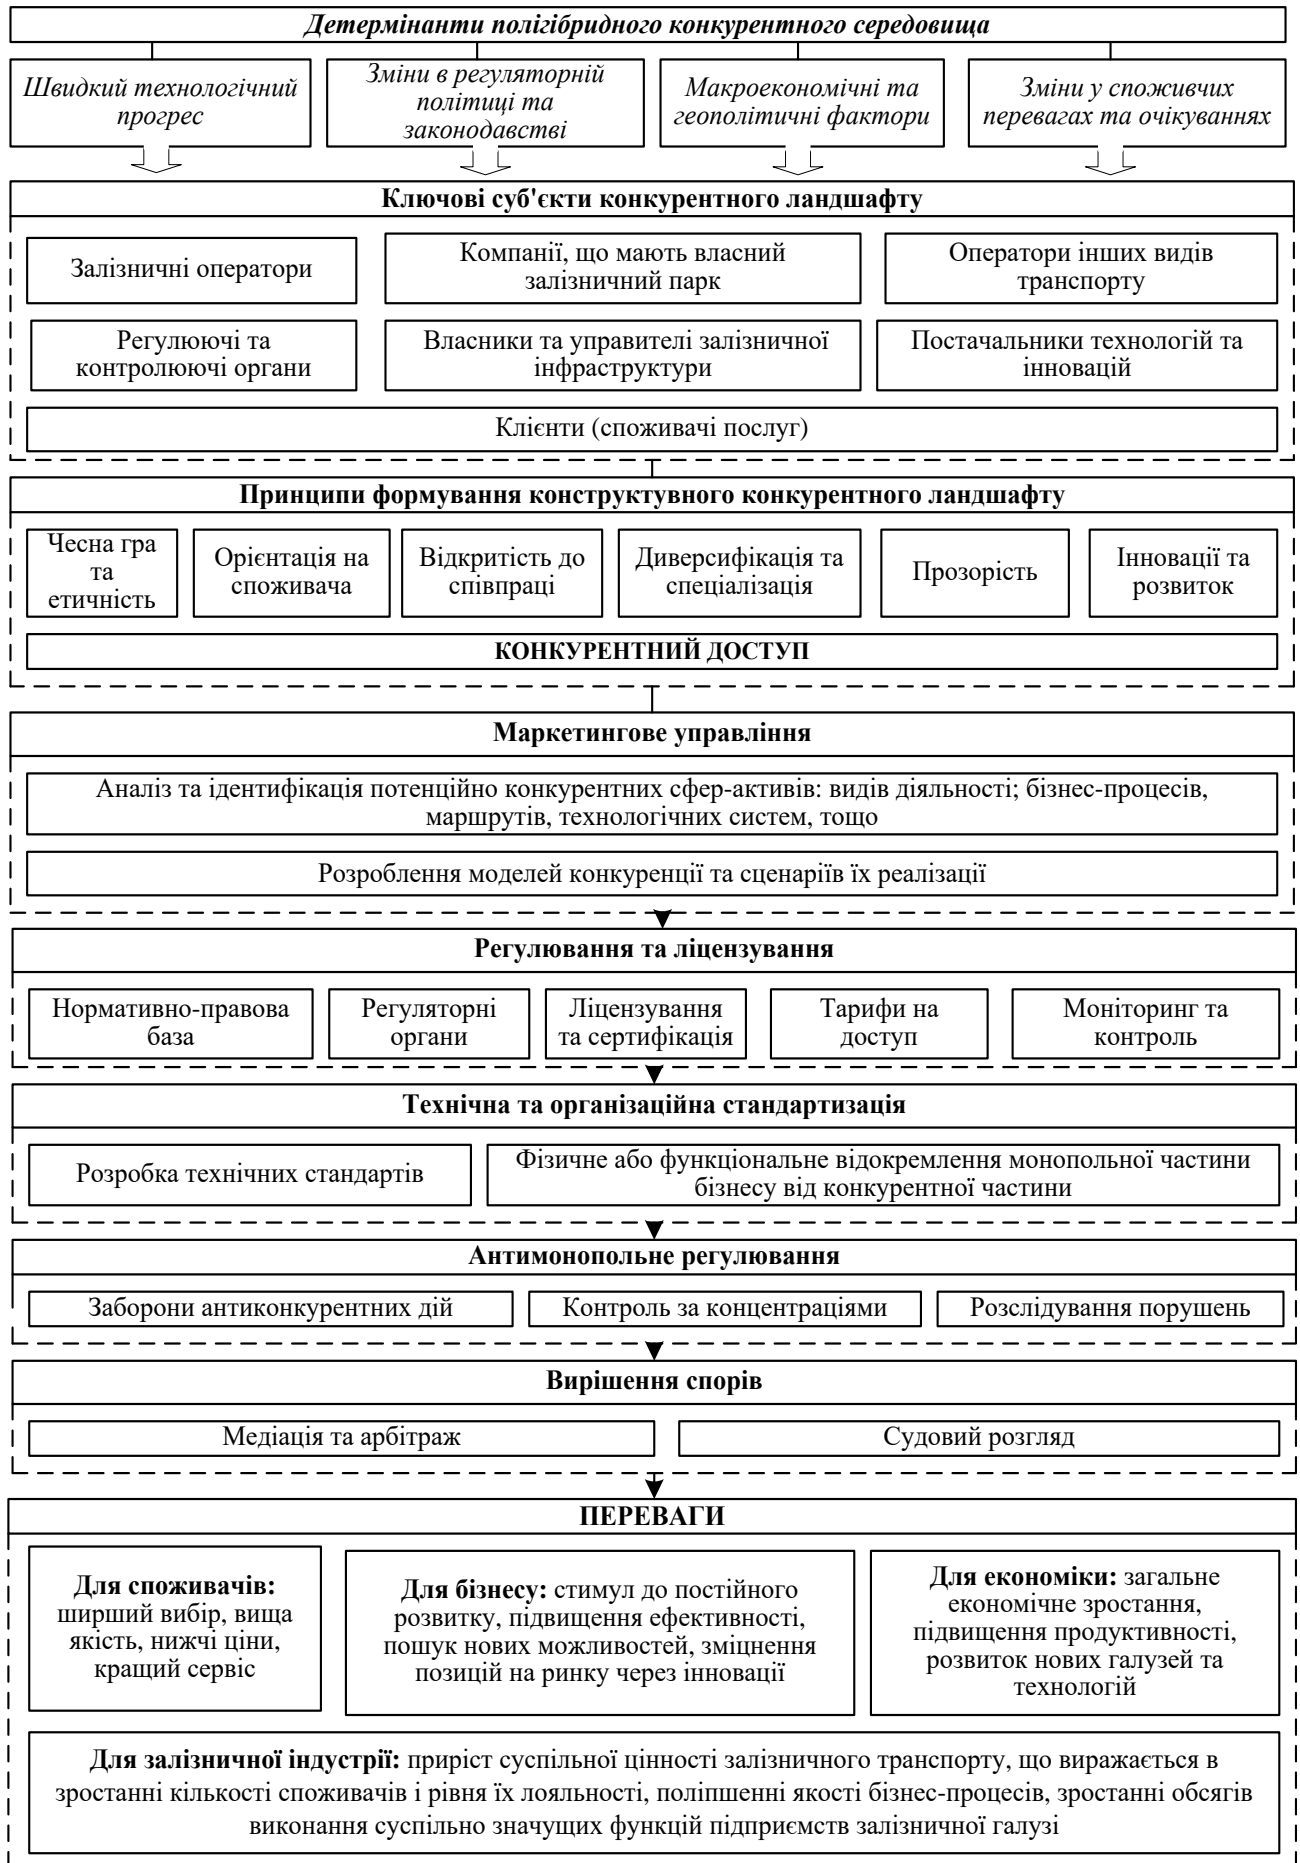 Детермінанти полігібридного конкурентного середовища
Швидкий технологічний
прогрес
Зміни в регуляторній
політиці та
законодавстві
Макроекономічні та
геополітичні фактори
Зміни у споживчих
перевагах та очікуваннях
Ключові суб'єкти конкурентного ландшафту
Залізничні оператори
Компанії, що мають власний
залізничний парк
Оператори інших видів
транспорту
Регулюючі та
контролюючі органи
Власники та управителі залізничної
інфраструктури
Постачальники технологій та
інновацій
Клієнти (споживачі послуг)
Принципи формування конструктувного конкурентного ландшафту
Чесна гра
та
етичність
Орієнтація на
споживача
Відкритість до
співпраці
Диверсифікація та
спеціалізація
Прозорість
Інновації та
розвиток
КОНКУРЕНТНИЙ ДОСТУП
Маркетингове управління
Аналіз та ідентифікація потенційно конкурентних сфер-активів: видів діяльності; бізнес-процесів,
маршрутів, технологічних систем, тощо
Розроблення моделей конкуренції та сценаріїв їх реалізації
Регулювання та ліцензування
Нормативно-правова
база
Регуляторні
органи
Ліцензування
та сертифікація
Тарифи на
доступ
Моніторинг та
контроль
Технічна та організаційна стандартизація
Розробка технічних стандартів
Фізичне або функціональне відокремлення монопольної частини
бізнесу від конкурентної частини
Антимонопольне регулювання
Заборони антиконкурентних дій
Контроль за концентраціями
Розслідування порушень
Вирішення спорів
Медіація та арбітраж
Судовий розгляд
ПЕРЕВАГИ
Для споживачів:
ширший вибір, вища
якість, нижчі ціни,
кращий сервіс
Для бізнесу: стимул до постійного
розвитку, підвищення ефективності,
пошук нових можливостей, зміцнення
позицій на ринку через інновації
Для економіки: загальне
економічне зростання,
підвищення продуктивності,
розвиток нових галузей та
технологій
Для залізничної індустрії: приріст суспільної цінності залізничного транспорту, що виражається в
зростанні кількості споживачів і рівня їх лояльності, поліпшенні якості бізнес-процесів, зростанні обсягів
виконання суспільно значущих функцій підприємств залізничної галузі